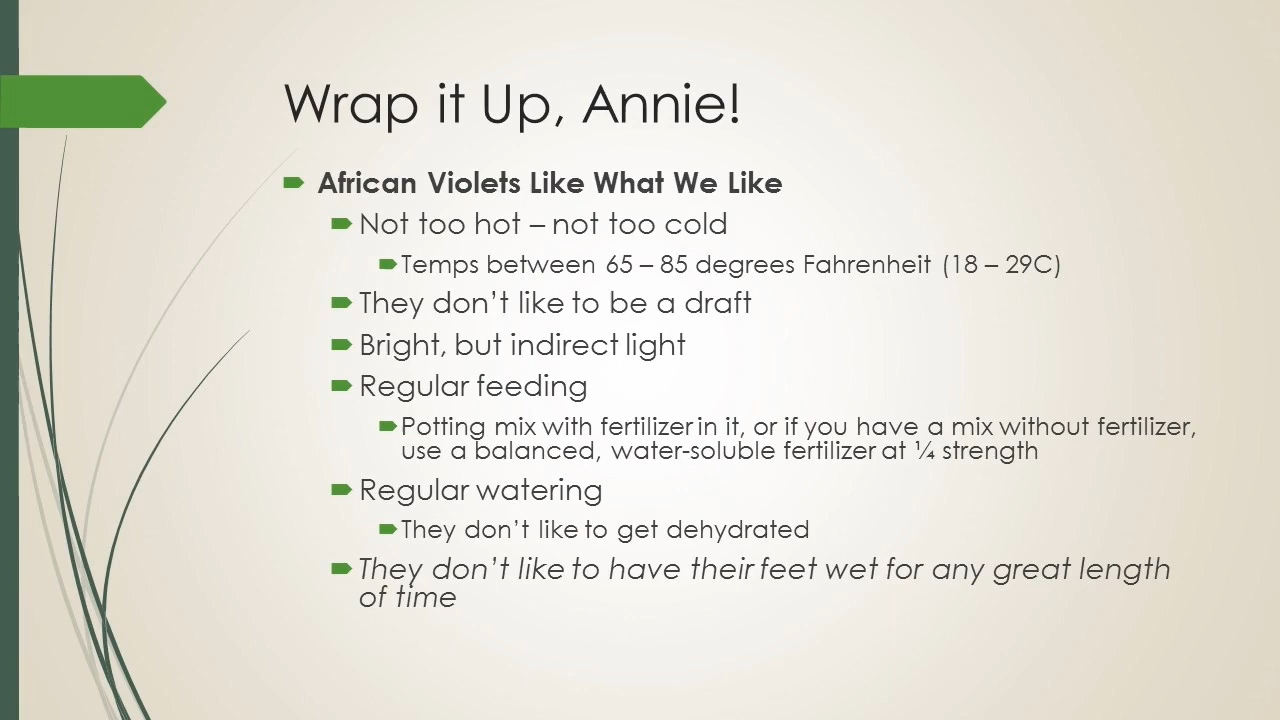 Wrap it Up, Annie!
African Violets Like What We Like
Not too hot – not too cold
Temps between 65 – 85 degrees Fahrenheit (18 – 29C)
They don’t like to be a draft
Bright, but indirect light
Regular feeding
Potting mix with fertilizer in it, or if you have a mix without fertilizer,
use a balanced, water-soluble fertilizer at ¼ strength
Regular watering
They don’t like to get dehydrated
They don’t like to have their feet wet for any great length
of time